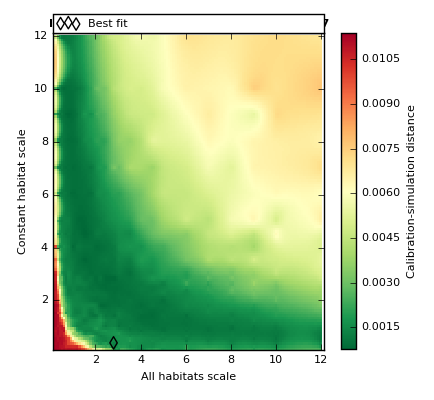 Best fit
12
10
8
6
4
2
Constant habitat scale
2 4 6 8 10 12
All habitats scale
0.0105
0.0090
0.0075
0.0060
0.0045
0.0030
0.0015
Calibration-simulation distance